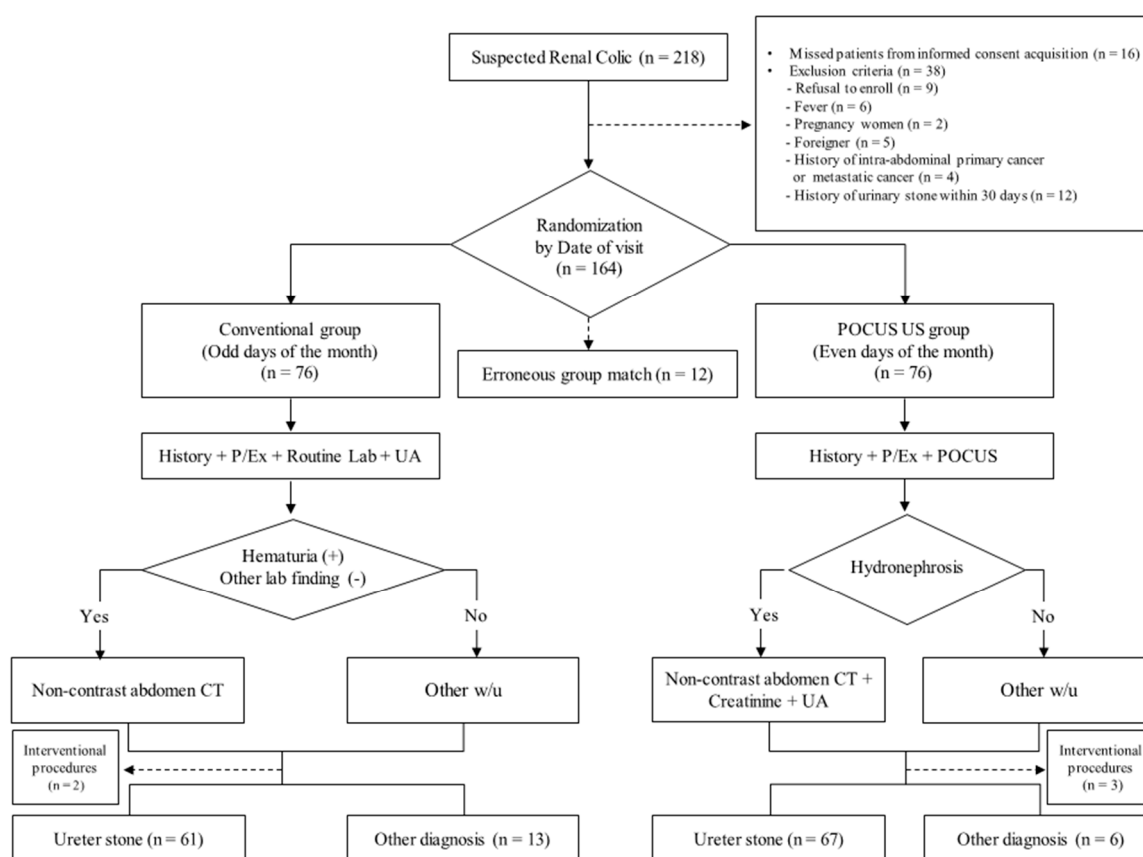 Suspected Renal Colic (n = 218)
• Missed patients from informed consent acquisition (n = 16)
• Exclusion criteria (n = 38)
- Refusal to enroll (n = 9)
- Fever (n = 6)
- Pregnancy women (n = 2)
- Foreigner (n = 5)
- History of intra-abdominal primary cancer
or metastatic cancer (n = 4)
- History of urinary stone within 30 days (n = 12)
Randomization
by Date of visit
(n = 164)
Conventional group
(Odd days of the month)
(n = 76)
Erroneous group match (n = 12)
POCUS US group
(Even days of the month)
(n = 76)
History + P/Ex + Routine Lab + UA
History + P/Ex + POCUS
Hematuria (+)
Other lab finding (-)
Hydronephrosis
Yes
No
Yes
No
Non-contrast abdomen CT
Other w/u
Non-contrast abdomen CT +
Creatinine + UA
Other w/u
Interventional
procedures
(n = 2)
Interventional
procedures
(n = 3)
Ureter stone (n = 61)
Other diagnosis (n = 13)
Ureter stone (n = 67)
Other diagnosis (n = 6)